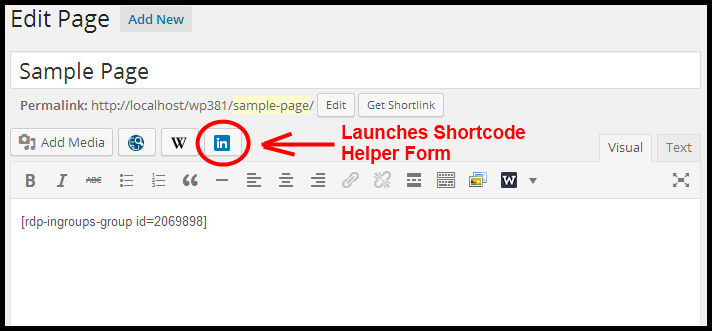 Edit Page Add New
Sample Page
Permalink: http://localhost/wp381/sample-page/ Edit Get Shortlink
Add Media W in Launches Shortcode
Helper Form
Visual Text
B I ABC W
[rdp-ingroups-group id=2069898]